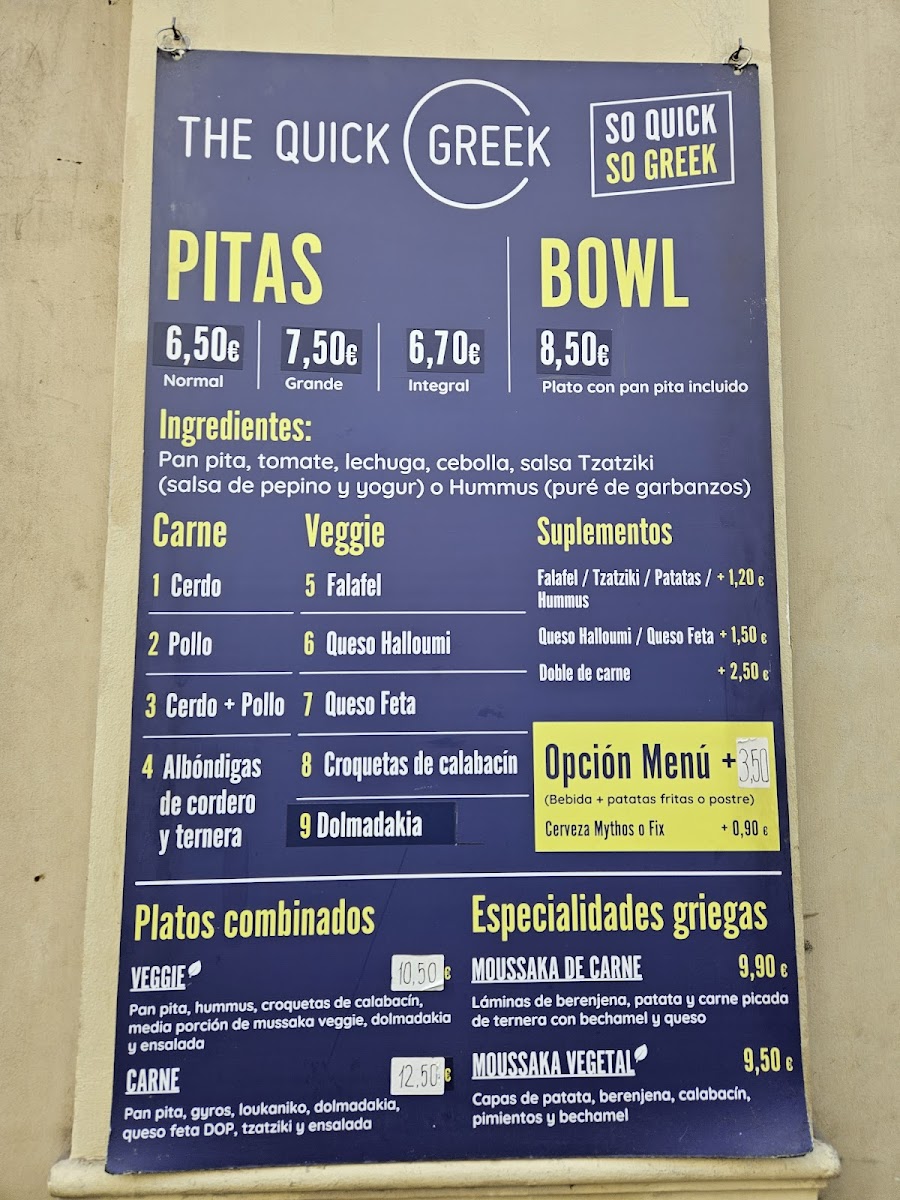 THE QUICK GREEK
SO QUICK
SO GREEK
PITAS
6,50€
Normal
7,50€
Grande
6,70€
Integral
BOWL
8,50€
Plato con pan pita incluido
Ingredientes:
Pan pita, tomate, lechuga, cebolla, salsa Tzatziki
(salsa de pepino y yogur) o Hummus (puré de garbanzos)
Carne
1 Cerdo
2 Pollo
3 Cerdo + Pollo
4 Albóndigas
de cordero
y ternera
Veggie
5 Falafel
6 Queso Halloumi
7 Queso Feta
8 Croquetas de calabacín
9 Dolmadakia
Suplementos
Falafel / Tzatziki / Patatas / + 1,20 €
Hummus
Queso Halloumi / Queso Feta + 1,50 €
Doble de carne + 2,50 €
Opción Menú + 3,50
(Bebida + patatas fritas o postre)
Cerveza Mythos o Fix + 0,90 €
Platos combinados
VEGGIE 10,50 €
Pan pita, hummus, croquetas de calabacín,
media porción de mussaka veggie, dolmadakia
y ensalada
CARNE 12,50 €
Pan pita, gyros, loukaniko, dolmadakia,
queso feta DOP, tzatziki y ensalada
Especialidades griegas
MOUSSAKA DE CARNE 9,90 €
Láminas de berenjena, patata y carne picada
de ternera con bechamel y queso
MOUSSAKA VEGETAL 9,50 €
Capas de patata, berenjena, calabacín,
pimientos y bechamel